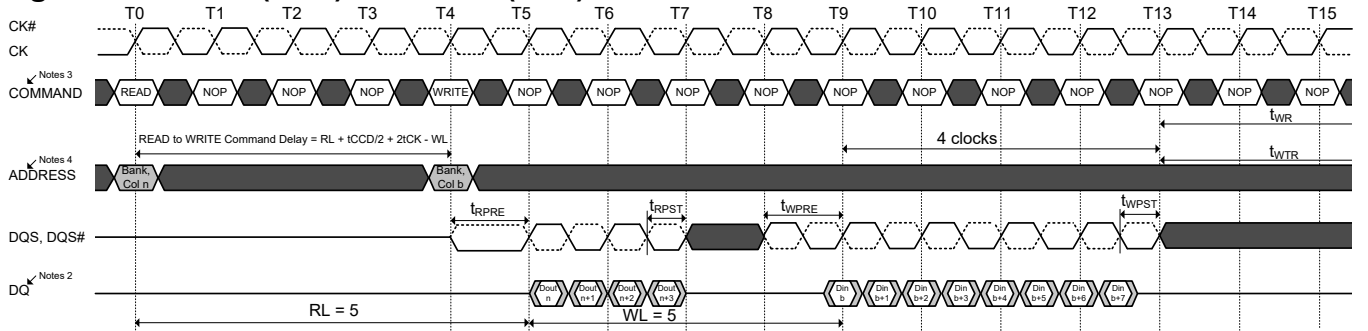 T0 T1 T2 T3 T4 T5 T6 T7 T8 T9 T10 T11 T12 T13 T14 T15
CK#
CK
Notes 3
COMMAND READ NOP NOP NOP WRITE NOP NOP NOP NOP NOP NOP NOP NOP NOP NOP NOP
tWR
READ to WRITE Command Delay = RL + tCCD/2 + 2tCK - WL
4 clocks
tWTR
Notes 4
ADDRESS
Bank, Col n
Bank, Col b
tRPRE tRPST tWPRE tWPST
DQS, DQS#
Notes 2
DQ
Dout n
Dout n+1
Dout n+2
Dout n+3
Din b
Din b+1
Din b+2
Din b+3
Din b+4
Din b+5
Din b+6
Din b+7
RL = 5
WL = 5